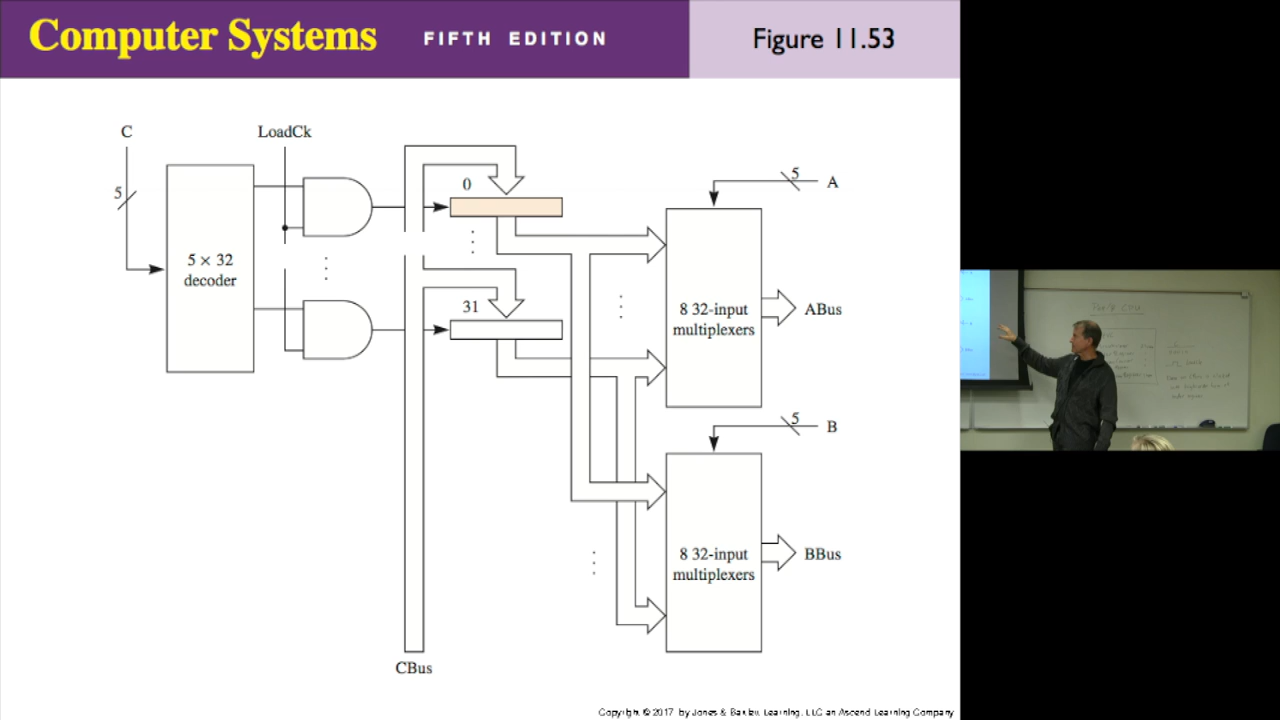 Computer Systems FIFTH EDITION Figure 11.53
C
LoadCk
5
5 × 32
decoder
0
31
5
A
8 32-input
multiplexers
ABus
5
B
8 32-input
multiplexers
BBus
CBus
Copyright © 2017 by Jones & Bartlett Learning, LLC an Ascend Learning Company